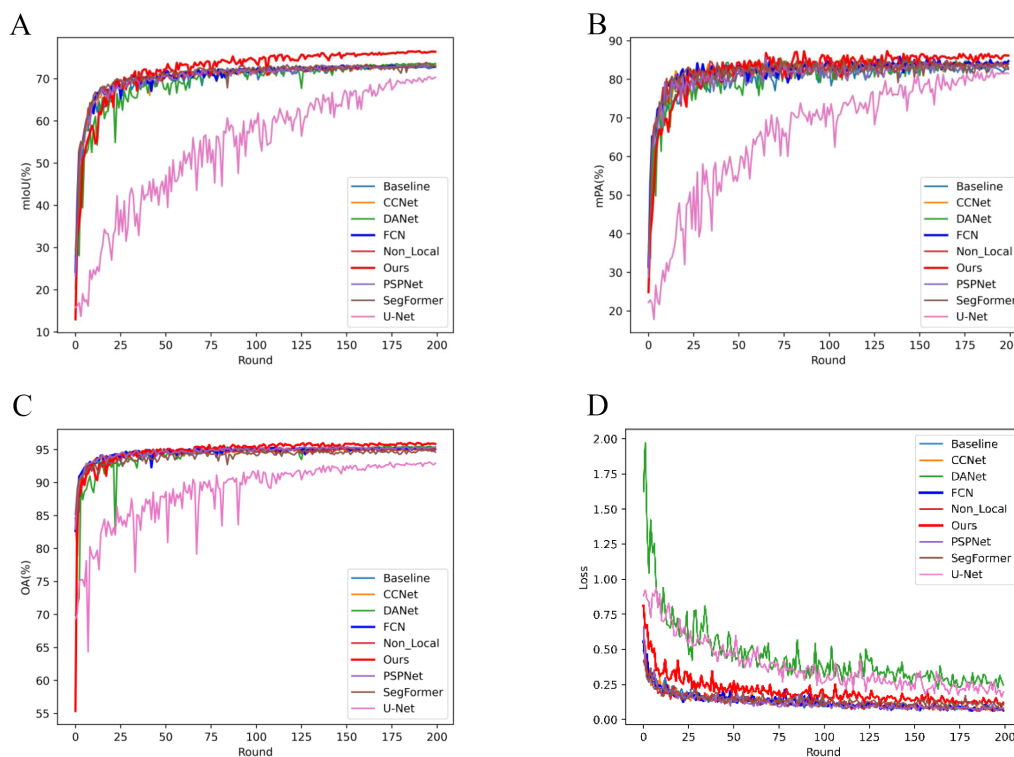 A
mIoU(%)
70
60
50
40
30
20
10
0 25 50 75 100 125 150 175 200
Round
Baseline
CCNet
DANet
FCN
Non_Local
Ours
PSPNet
SegFormer
U-Net
B
mPA(%)
90
80
70
60
50
40
30
20
0 25 50 75 100 125 150 175 200
Round
Baseline
CCNet
DANet
FCN
Non_Local
Ours
PSPNet
SegFormer
U-Net
C
OA(%)
95
90
85
80
75
70
65
60
55
0 25 50 75 100 125 150 175 200
Round
Baseline
CCNet
DANet
FCN
Non_Local
Ours
PSPNet
SegFormer
U-Net
D
Loss
2.00
1.75
1.50
1.25
1.00
0.75
0.50
0.25
0.00
0 25 50 75 100 125 150 175 200
Round
Baseline
CCNet
DANet
FCN
Non_Local
Ours
PSPNet
SegFormer
U-Net